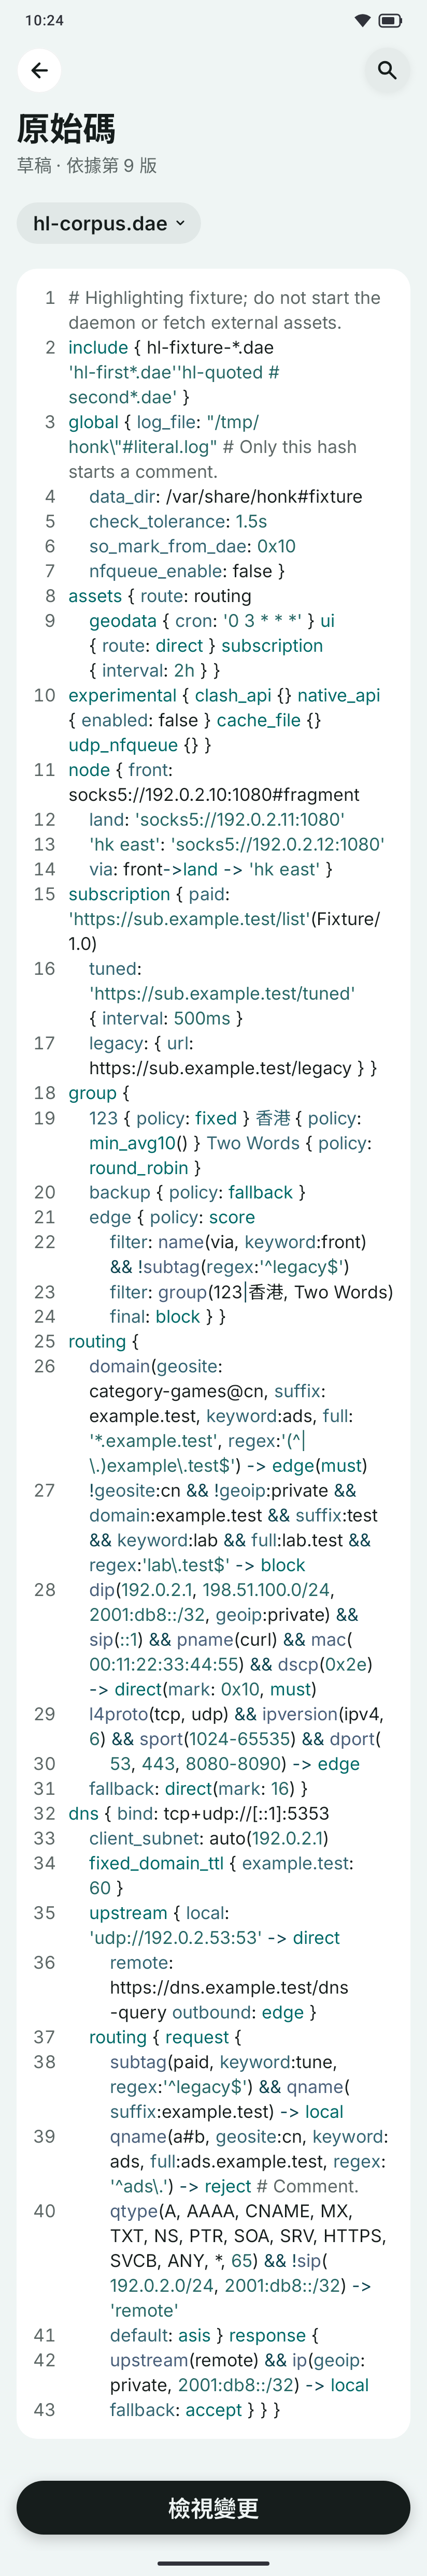 10:24
原始碼
草稿 · 依據第 9 版
hl-corpus.dae
1 # Highlighting fixture; do not start the
daemon or fetch external assets.
2 include { hl-fixture-*.dae
'hl-first*.dae''hl-quoted #
second*.dae' }
3 global { log_file: "/tmp/
honk\"#literal.log" # Only this hash
starts a comment.
4 data_dir: /var/share/honk#fixture
5 check_tolerance: 1.5s
6 so_mark_from_dae: 0x10
7 nfqueue_enable: false }
8 assets { route: routing
9 geodata { cron: '0 3 * * *' } ui
{ route: direct } subscription
{ interval: 2h } }
10 experimental { clash_api {} native_api
{ enabled: false } cache_file {}
udp_nfqueue {} }
11 node { front:
socks5://192.0.2.10:1080#fragment
12 land: 'socks5://192.0.2.11:1080'
13 'hk east': 'socks5://192.0.2.12:1080'
14 via: front->land -> 'hk east' }
15 subscription { paid:
'https://sub.example.test/list'(Fixture/
1.0)
16 tuned:
'https://sub.example.test/tuned'
{ interval: 500ms }
17 legacy: { url:
https://sub.example.test/legacy } }
18 group {
19 123 { policy: fixed } 香港 { policy:
min_avg10() } Two Words { policy:
round_robin }
20 backup { policy: fallback }
21 edge { policy: score
22 filter: name(via, keyword:front)
&& !subtag(regex:'^legacy$')
23 filter: group(123|香港, Two Words)
24 final: block } }
25 routing {
26 domain(geosite:
category-games@cn, suffix:
example.test, keyword:ads, full:
'*.example.test', regex:'(^|
\.)example\.test$') -> edge(must)
27 !geosite:cn && !geoip:private &&
domain:example.test && suffix:test
&& keyword:lab && full:lab.test &&
regex:'lab\.test$' -> block
28 dip(192.0.2.1, 198.51.100.0/24,
2001:db8::/32, geoip:private) &&
sip(::1) && pname(curl) && mac(
00:11:22:33:44:55) && dscp(0x2e)
-> direct(mark: 0x10, must)
29 l4proto(tcp, udp) && ipversion(ipv4,
6) && sport(1024-65535) && dport(
30 53, 443, 8080-8090) -> edge
31 fallback: direct(mark: 16) }
32 dns { bind: tcp+udp://[::1]:5353
33 client_subnet: auto(192.0.2.1)
34 fixed_domain_ttl { example.test:
60 }
35 upstream { local:
'udp://192.0.2.53:53' -> direct
36 remote:
https://dns.example.test/dns
-query outbound: edge }
37 routing { request {
38 subtag(paid, keyword:tune,
regex:'^legacy$') && qname(
suffix:example.test) -> local
39 qname(a#b, geosite:cn, keyword:
ads, full:ads.example.test, regex:
'^ads\.') -> reject # Comment.
40 qtype(A, AAAA, CNAME, MX,
TXT, NS, PTR, SOA, SRV, HTTPS,
SVCB, ANY, *, 65) && !sip(
192.0.2.0/24, 2001:db8::/32) ->
'remote'
41 default: asis } response {
42 upstream(remote) && ip(geoip:
private, 2001:db8::/32) -> local
43 fallback: accept } } }
檢視變更